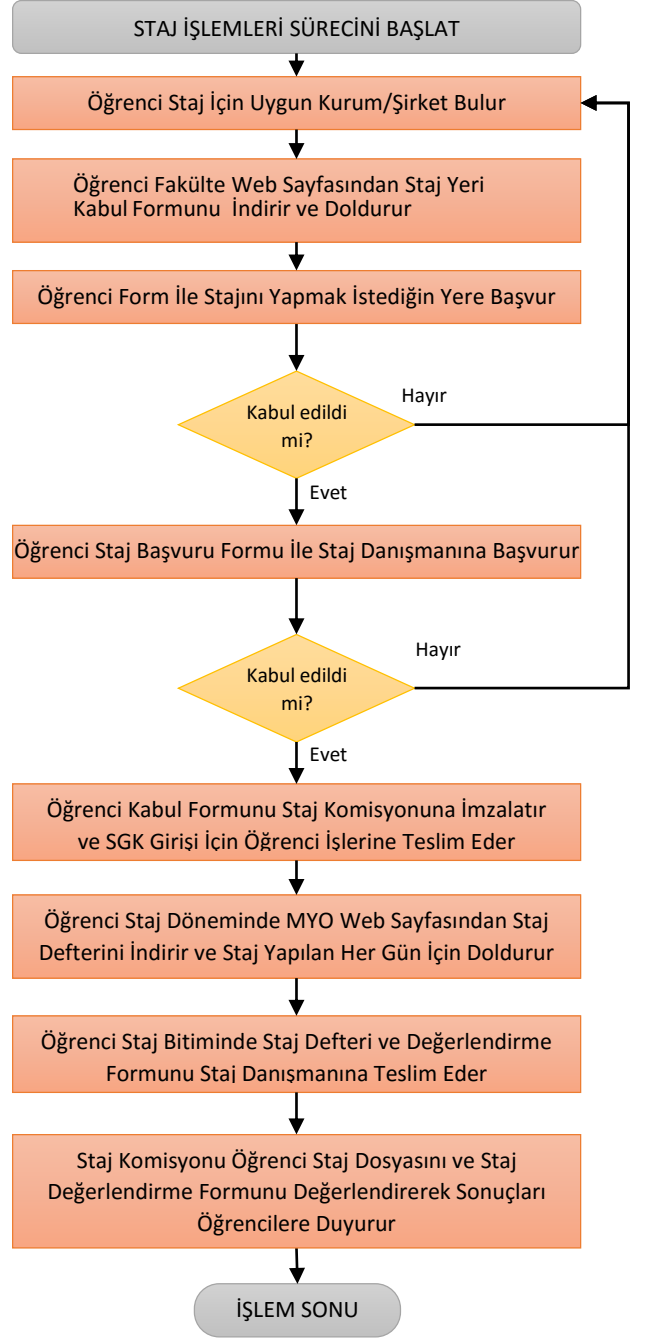 STAJ İŞLEMLERİ SÜRECİNİ BAŞLAT
Öğrenci Staj İçin Uygun Kurum/Şirket Bulur
Öğrenci Fakülte Web Sayfasından Staj Yeri
Kabul Formunu İndirir ve Doldurur
Öğrenci Form İle Stajını Yapmak İstediğin Yere Başvur
Kabul edildi
mi?
Hayır
Evet
Öğrenci Staj Başvuru Formu İle Staj Danışmanına Başvurur
Kabul edildi
mi?
Hayır
Evet
Öğrenci Kabul Formunu Staj Komisyonuna İmzalatır
ve SGK Girişi İçin Öğrenci İşlerine Teslim Eder
Öğrenci Staj Döneminde MYO Web Sayfasından Staj
Defterini İndirir ve Staj Yapılan Her Gün İçin Doldurur
Öğrenci Staj Bitiminde Staj Defteri ve Değerlendirme
Formunu Staj Danışmanına Teslim Eder
Staj Komisyonu Öğrenci Staj Dosyasını ve Staj
Değerlendirme Formunu Değerlendirerek Sonuçları
Öğrencilere Duyurur
İŞLEM SONU